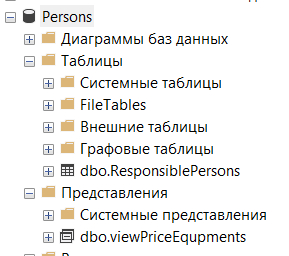 Persons
Диаграммы баз данных
Таблицы
Системные таблицы
FileTables
Внешние таблицы
Графовые таблицы
dbo.ResponsiblePersons
Представления
Системные представления
dbo.viewPriceEqupments